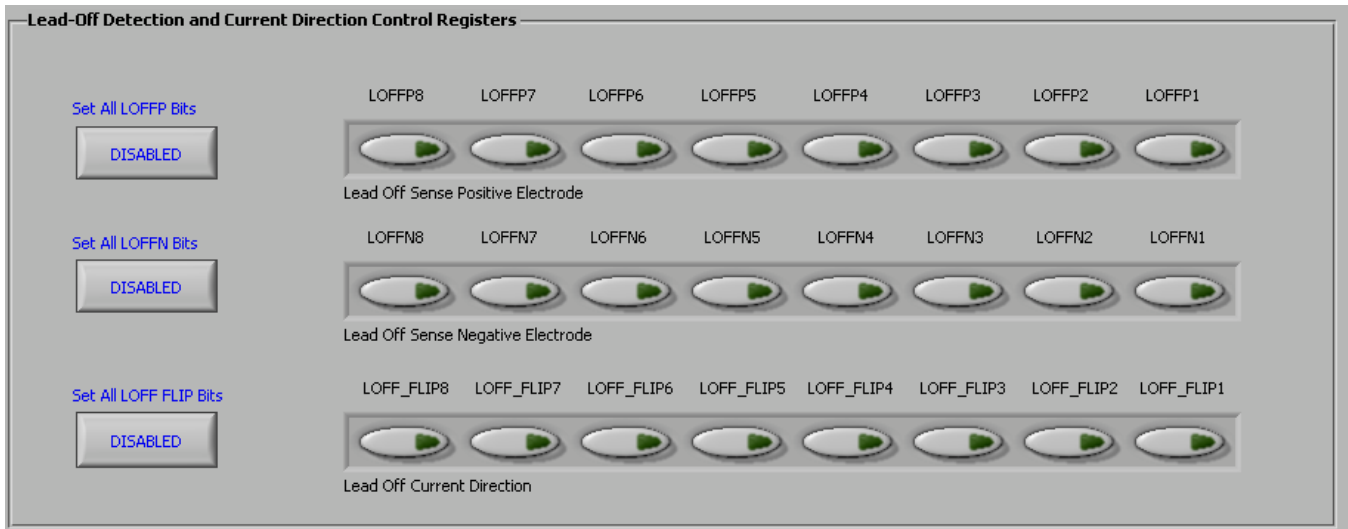 Lead-Off Detection and Current Direction Control Registers
Set All LOFFP Bits
DISABLED
LOFFP8 LOFFP7 LOFFP6 LOFFP5 LOFFP4 LOFFP3 LOFFP2 LOFFP1
Lead Off Sense Positive Electrode
Set All LOFFN Bits
DISABLED
LOFFN8 LOFFN7 LOFFN6 LOFFN5 LOFFN4 LOFFN3 LOFFN2 LOFFN1
Lead Off Sense Negative Electrode
Set All LOFF FLIP Bits
DISABLED
LOFF_FLIP8 LOFF_FLIP7 LOFF_FLIP6 LOFF_FLIP5 LOFF_FLIP4 LOFF_FLIP3 LOFF_FLIP2 LOFF_FLIP1
Lead Off Current Direction